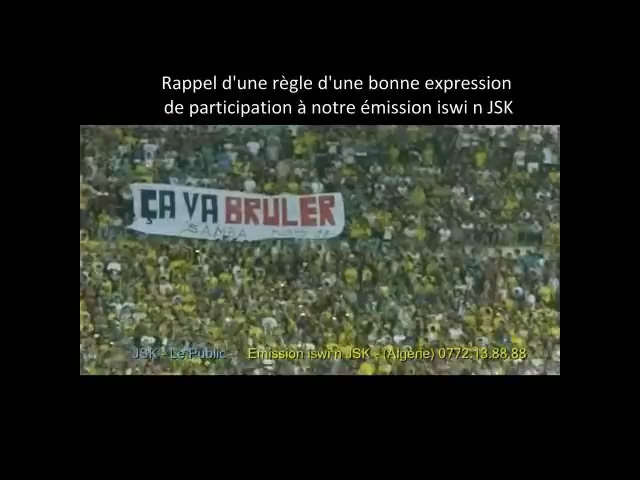 Rappel d'une règle d'une bonne expression
de participation à notre émission iswi n JSK
ÇA VA BRULER
SAMBA
JSK - Le Public - Emission iswi n JSK - (Algérie) 0772.13.88.88